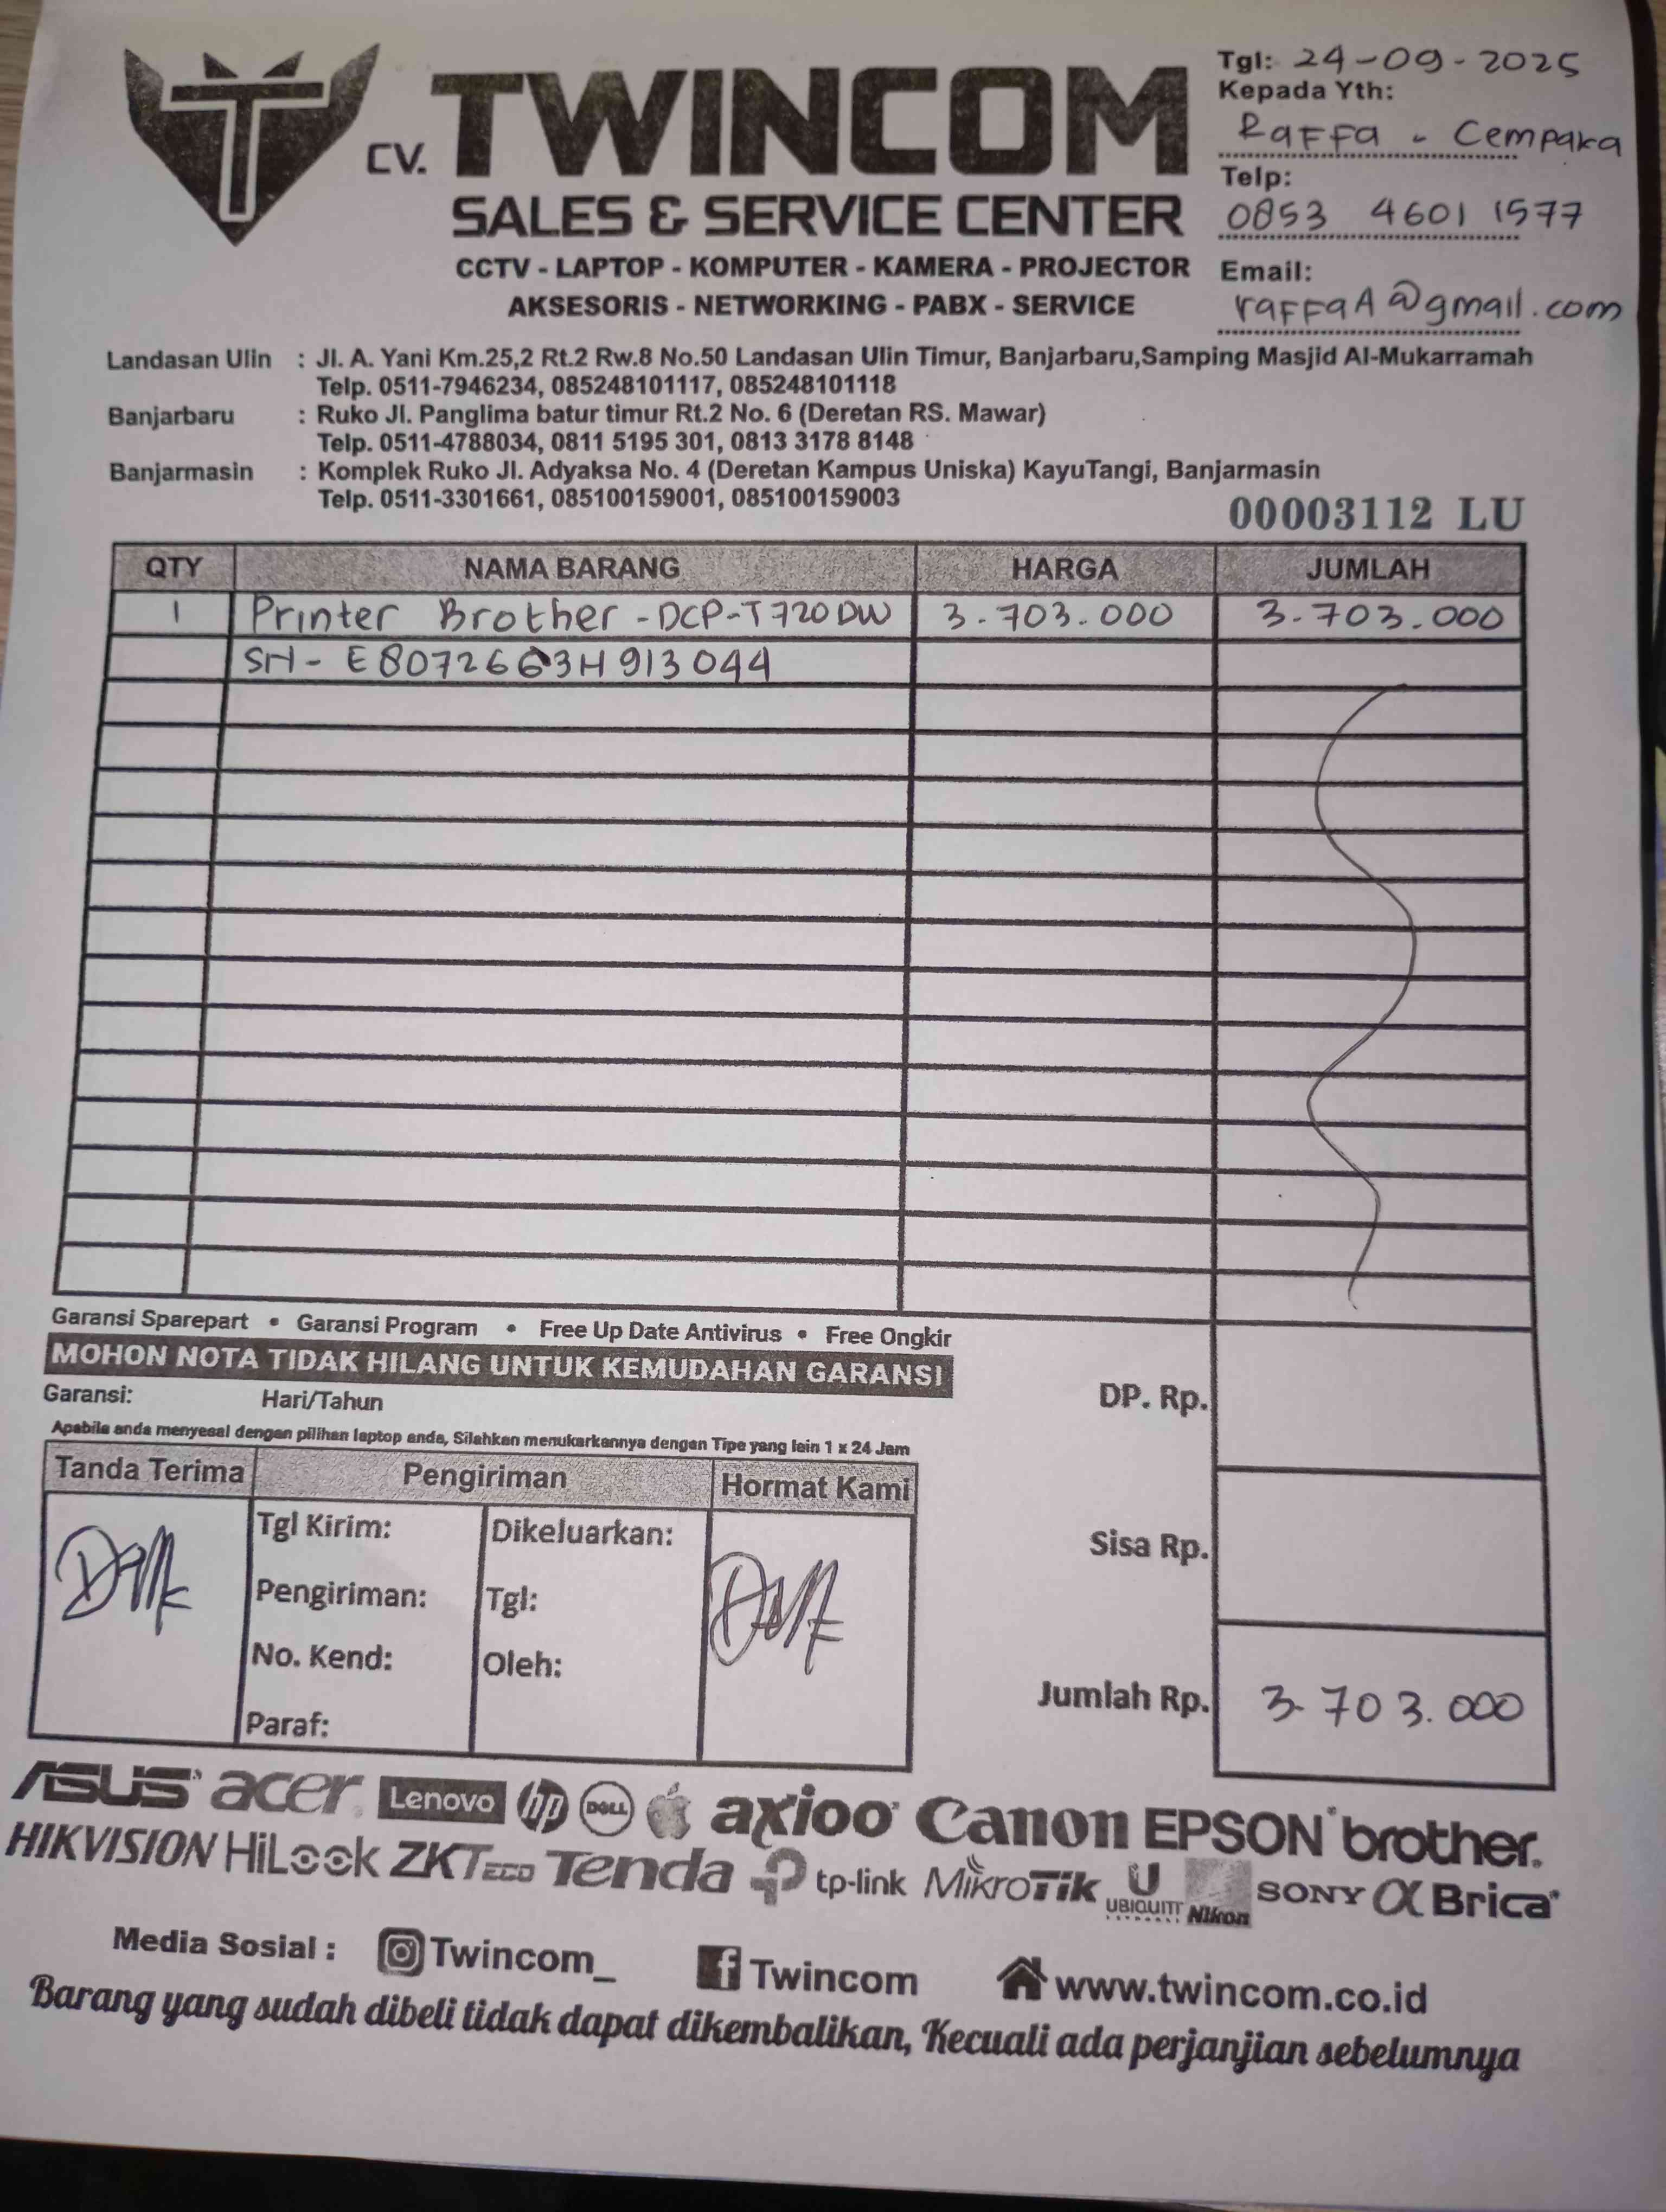 CV. TWINCOM
SALES & SERVICE CENTER
CCTV - LAPTOP - KOMPUTER - KAMERA - PROJECTOR
AKSESORIS - NETWORKING - PABX - SERVICE
Tgl: 24-09-2025
Kepada Yth:
Raffa - Cempaka
Telp:
0853 4601 1577
Email:
raffaA@gmail.com
Landasan Ulin : Jl. A. Yani Km.25,2 Rt.2 Rw.8 No.50 Landasan Ulin Timur, Banjarbaru,Samping Masjid Al-Mukarramah
Telp. 0511-7946234, 085248101117, 085248101118
Banjarbaru : Ruko Jl. Panglima batur timur Rt.2 No. 6 (Deretan RS. Mawar)
Telp. 0511-4788034, 0811 5195 301, 0813 3178 8148
Banjarmasin : Komplek Ruko Jl. Adyaksa No. 4 (Deretan Kampus Uniska) KayuTangi, Banjarmasin
Telp. 0511-3301661, 085100159001, 085100159003
00003112 LU
QTY NAMA BARANG HARGA JUMLAH
1 Printer Brother - DCP-T720DW 3.703.000 3.703.000
SN- E8072663H913044
Garansi Sparepart • Garansi Program • Free Up Date Antivirus • Free Ongkir
MOHON NOTA TIDAK HILANG UNTUK KEMUDAHAN GARANSI
Garansi: Hari/Tahun
Apabila anda menyesal dengan pilihan laptop anda, Silahkan menukarkannya dengan Tipe yang lain 1 x 24 Jam
DP. Rp.
Tanda Terima Pengiriman Hormat Kami
Tgl Kirim: Dikeluarkan:
Sisa Rp.
Pengiriman: Tgl:
No. Kend: Oleh:
Paraf:
Jumlah Rp. 3.703.000
ASUS acer Lenovo hp DELL axioo Canon EPSON brother
HIKVISION HiLook ZKTECO Tenda tp-link MikroTik U UBIQUITI Nikon SONY α Brica
Media Sosial : Twincom_ Twincom www.twincom.co.id
Barang yang sudah dibeli tidak dapat dikembalikan, Kecuali ada perjanjian sebelumnya